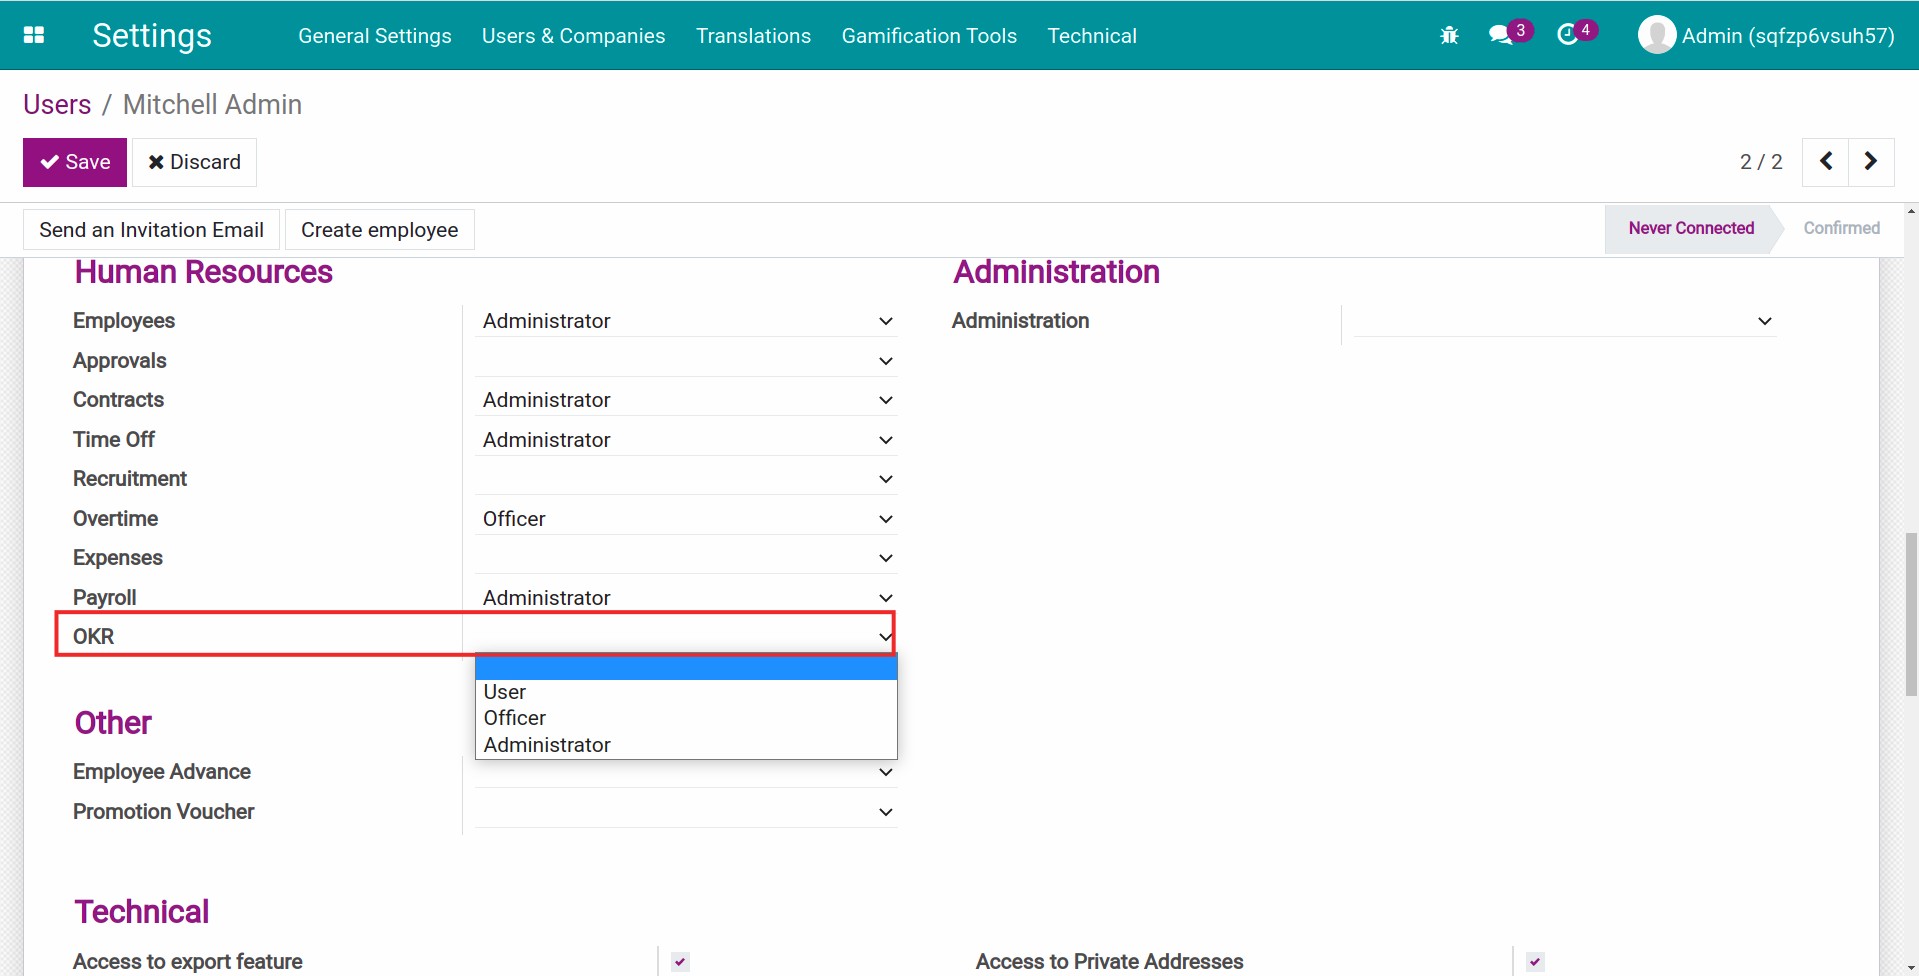 Settings General Settings Users & Companies Translations Gamification Tools Technical 3 4 Admin (sqfzp6vsuh57)
Users / Mitchell Admin
Save Discard 2 / 2
Send an Invitation Email Create employee Never Connected Confirmed
Human Resources Administration
Employees Administrator Administration
Approvals
Contracts Administrator
Time Off Administrator
Recruitment
Overtime Officer
Expenses
Payroll Administrator
OKR
User
Officer
Administrator
Other
Employee Advance
Promotion Voucher
Technical
Access to export feature Access to Private Addresses